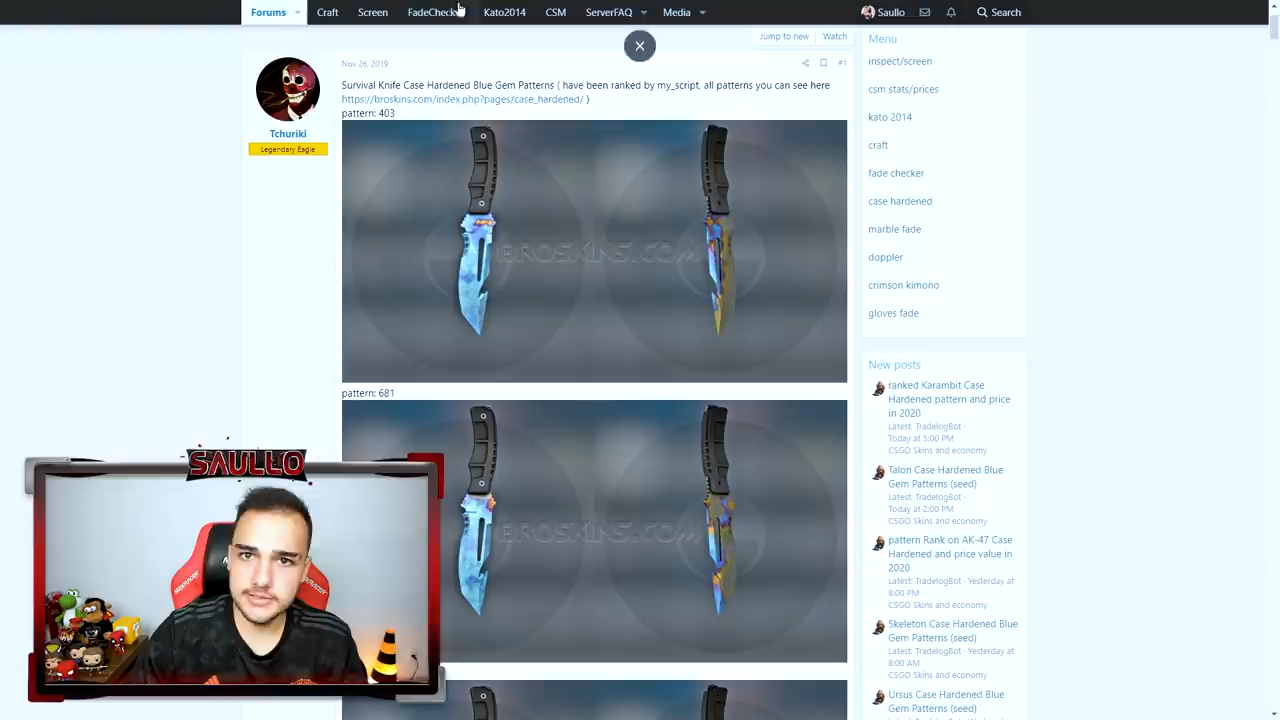 Forums
Craft
Screen
FadeCheck
Kato2014
CSM
ServerFAQ
Media
Saullo
Search
Jump to new
Watch
Nov 26, 2019
#1
Survival Knife Case Hardened Blue Gem Patterns ( have been ranked by my_script, all patterns you can see here
https://broskins.com/index.php?pages/case_hardened/ )
pattern: 403
Tchuriki
Legendary Eagle
BROSKINS.COM
pattern: 681
BROSKINS.COM
SAULLO
MAXRACER
Menu
inspect/screen
csm stats/prices
kato 2014
craft
fade checker
case hardened
marble fade
doppler
crimson kimono
gloves fade
New posts
ranked Karambit Case
Hardened pattern and price
in 2020
Latest: TradelogBot ·
Today at 5:00 PM
CSGO Skins and economy
Talon Case Hardened Blue
Gem Patterns (seed)
Latest: TradelogBot ·
Today at 2:00 PM
CSGO Skins and economy
pattern Rank on AK-47 Case
Hardened and price value in
2020
Latest: TradelogBot · Yesterday at
8:00 PM
CSGO Skins and economy
Skeleton Case Hardened Blue
Gem Patterns (seed)
Latest: TradelogBot · Yesterday at
8:00 AM
CSGO Skins and economy
Ursus Case Hardened Blue
Gem Patterns (seed)